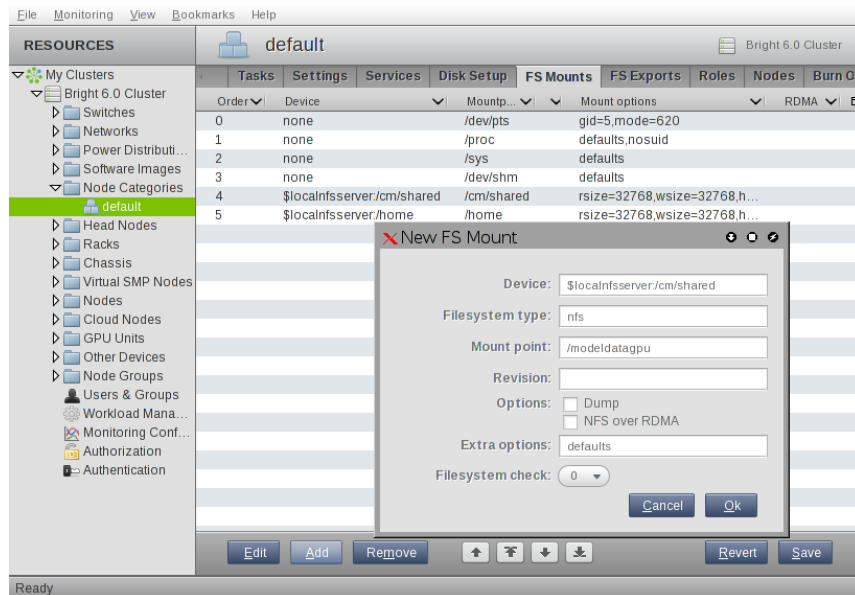 File Monitoring View Bookmarks Help
RESOURCES
default
Bright 6.0 Cluster
My Clusters
Bright 6.0 Cluster
Switches
Networks
Power Distributi...
Software Images
Node Categories
default
Head Nodes
Racks
Chassis
Virtual SMP Nodes
Nodes
Cloud Nodes
GPU Units
Other Devices
Node Groups
Users & Groups
Workload Mana...
Monitoring Conf...
Authorization
Authentication
Tasks Settings Services Disk Setup FS Mounts FS Exports Roles Nodes Burn O
Order Device Mountp... Mount options RDMA E
0 none /dev/pts gid=5,mode=620
1 none /proc defaults,nosuid
2 none /sys defaults
3 none /dev/shm defaults
4 $localnfsserver:/cm/shared /cm/shared rsize=32768,wsize=32768,h...
5 $localnfsserver:/home /home rsize=32768,wsize=32768,h...
New FS Mount
Device: $localnfsserver:/cm/shared
Filesystem type: nfs
Mount point: /modeldatagpu
Revision:
Options: Dump
NFS over RDMA
Extra options: defaults
Filesystem check: 0
Cancel Ok
Edit Add Remove Revert Save
Ready